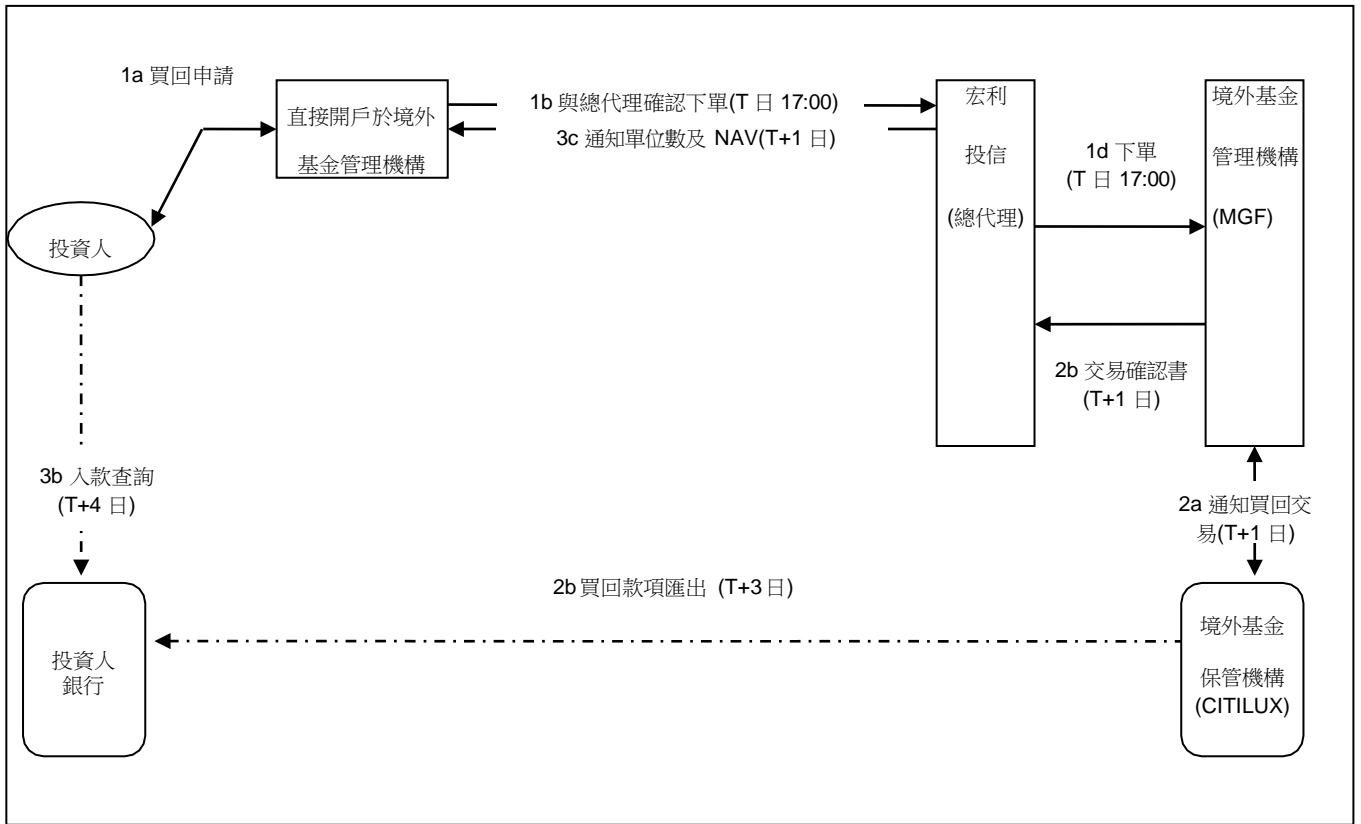 1a 買回申請
直接開戶於境外
基金管理機構
1b 與總代理確認下單(T 日 17:00)
3c 通知單位數及 NAV(T+1 日)
宏利
投信
(總代理)
1d 下單
(T 日 17:00)
境外基金
管理機構
(MGF)
投資人
2b 交易確認書
(T+1 日)
3b 入款查詢
(T+4 日)
2a 通知買回交
易(T+1 日)
2b 買回款項匯出 (T+3 日)
投資人
銀行
境外基金
保管機構
(CITILUX)